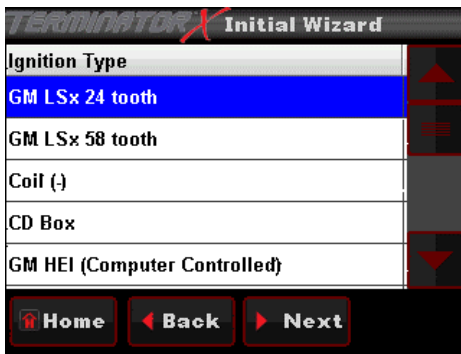 TERMINATOR X Initial Wizard
Ignition Type
GM LSx 24 tooth
GM LSx 58 tooth
Coil (-)
CD Box
GM HEI (Computer Controlled)
Home Back Next